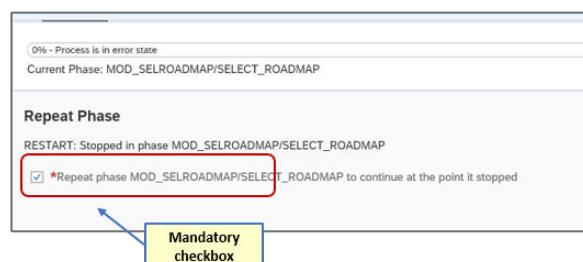 0% - Process is in error state
Current Phase: MOD_SELROADMAP/SELECT_ROADMAP
Repeat Phase
RESTART: Stopped in phase MOD_SELROADMAP/SELECT_ROADMAP
*Repeat phase MOD_SELROADMAP/SELECT_ROADMAP to continue at the point it stopped
Mandatory
checkbox